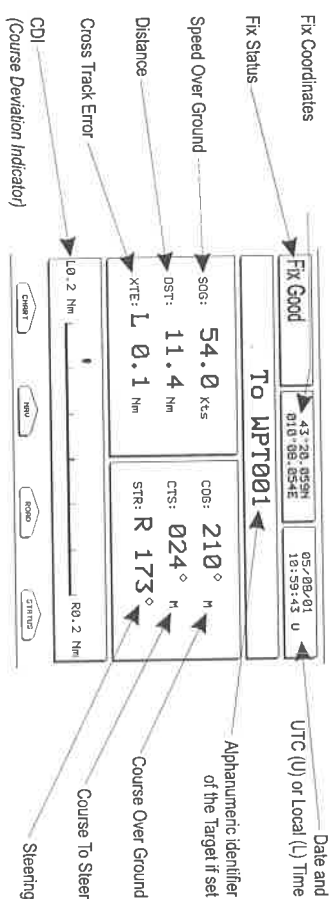 Fix Coordinates
Fix Status
Speed Over Ground
Distance
Cross Track Error
CDI
(Course Deviation Indicator)
Fix Good
43°20.059N
010°08.054E
05/08/01
10:59:43 U
To WPT001
SOG: 54.0 Kts
DST: 11.4 Nm
XTE: L 0.1 Nm
COG: 210° M
CTS: 024° M
STR: R 173°
L0.2 Nm
R0.2 Nm
CHART
NAV
ROAD
STATUS
Date and
UTC (U) or Local (L) Time
Alphanumeric identifier
of the Target if set
Course Over Ground
Course To Steer
Steering